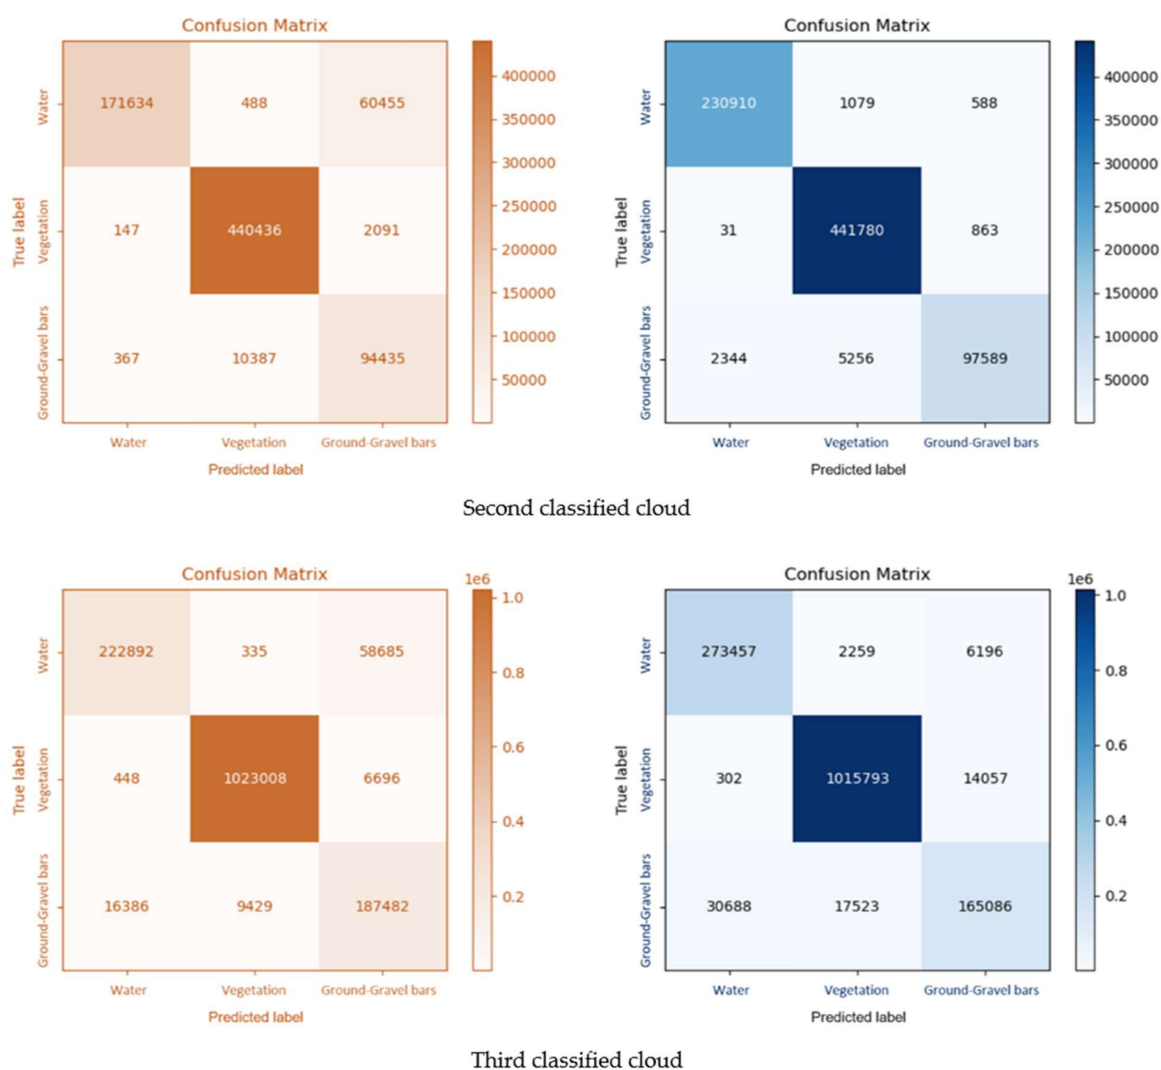 Confusion Matrix
Water
171634 488 60455
Vegetation
147 440436 2091
Ground-Gravel bars
367 10387 94435
True label
Water Vegetation Ground-Gravel bars
Predicted label
400000
350000
300000
250000
200000
150000
100000
50000
Confusion Matrix
Water
230910 1079 588
Vegetation
31 441780 863
Ground-Gravel bars
2344 5256 97589
True label
Water Vegetation Ground-Gravel bars
Predicted label
400000
350000
300000
250000
200000
150000
100000
50000
Second classified cloud
Confusion Matrix
1e6
Water
222892 335 58685
Vegetation
448 1023008 6696
Ground-Gravel bars
16386 9429 187482
True label
Water Vegetation Ground-Gravel bars
Predicted label
1.0
0.8
0.6
0.4
0.2
Confusion Matrix
1e6
Water
273457 2259 6196
Vegetation
302 1015793 14057
Ground-Gravel bars
30688 17523 165086
True label
Water Vegetation Ground-Gravel bars
Predicted label
1.0
0.8
0.6
0.4
0.2
Third classified cloud